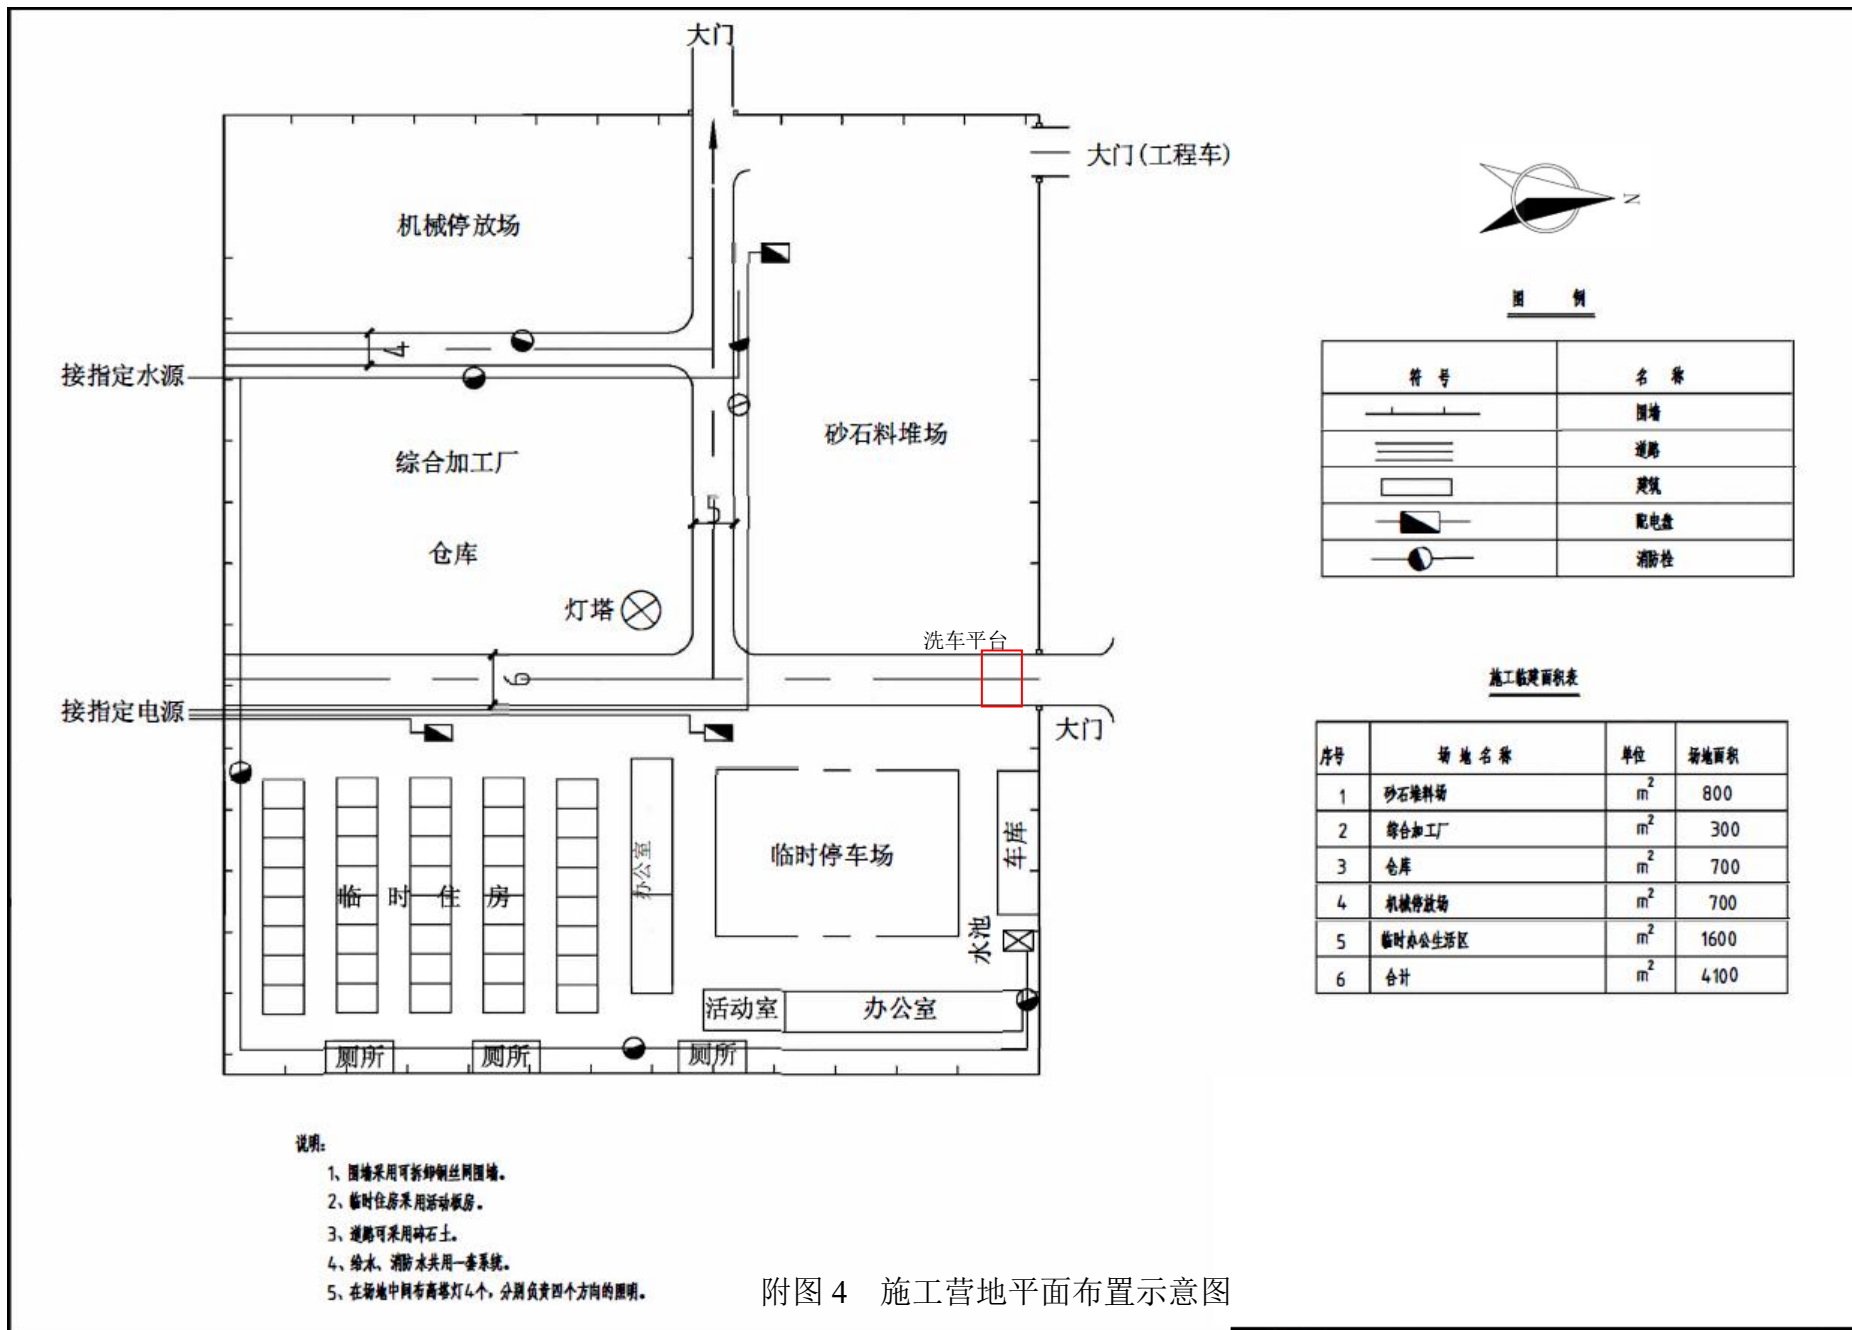 大门
大门(工程车)
机械停放场
N
图 例
符 号 名 称
围墙
道路
建筑
配电盘
消防栓
4
接指定水源
砂石料堆场
综合加工厂
5
仓库
灯塔
洗车平台
6
接指定电源
大门
施工临建面积表
序号 场地名称 单位 场地面积
1 砂石堆料场 m² 800
2 综合加工厂 m² 300
3 仓库 m² 700
4 机械停放场 m² 700
5 临时办公生活区 m² 1600
6 合计 m² 4100
临时住房
办公室
临时停车场
车库
水池
活动室
办公室
厕所
厕所
厕所
说明:
1、围墙采用可拆卸钢丝网围墙。
2、临时住房采用活动板房。
3、道路可采用碎石土。
4、给水、消防水共用一套系统。
5、在场地中间布高塔灯4个，分别负责四个方向的照明。
附图 4 施工营地平面布置示意图